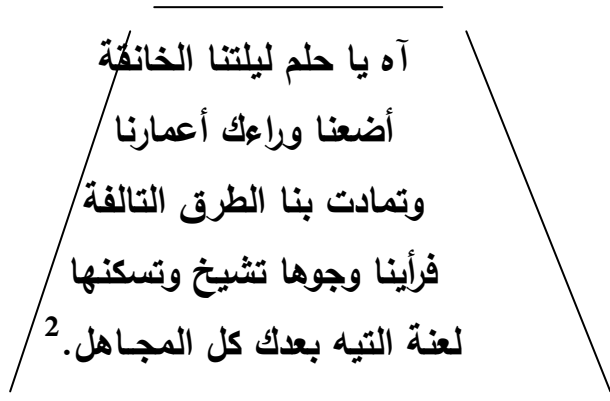 آه يا حلم ليلتنا الخانقة
أضعنا وراءك أعمارنا
وتمادت بنا الطرق التالفة
فرأينا وجوها تشيخ وتسكنها
لعنة التيه بعدك كل المجاهل.2